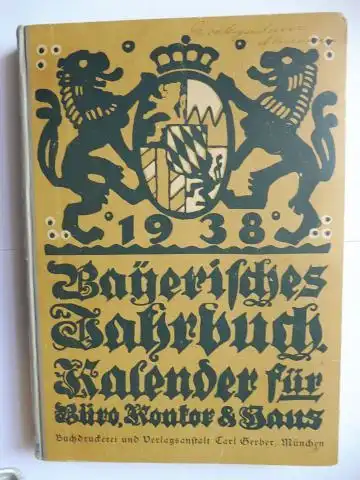 1938
Bayerisches
Jahrbuch.
Kalender für
Büro, Kontor & Haus
Buchdruckerei und Verlagsanstalt Carl Gerber, München